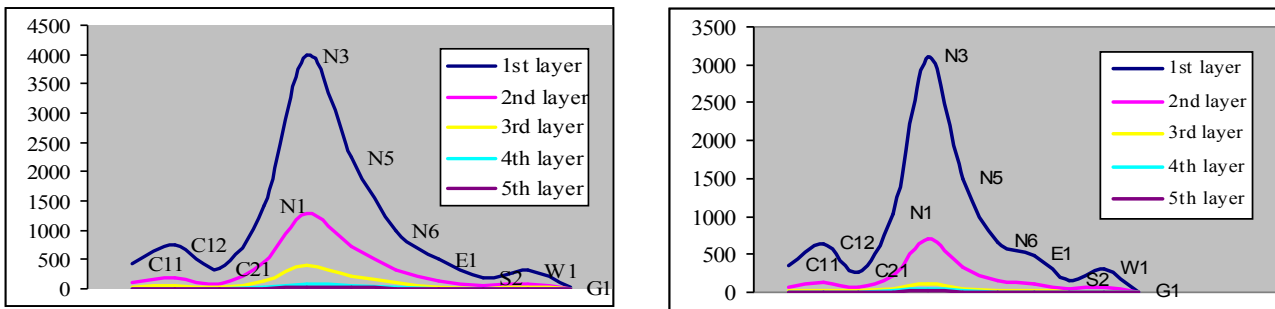 4500
4000
3500
3000
2500
2000
1500
1000
500
0
N3
N5
N1
N6
C12
E1
C11
C21
S2
W1
G1
1st layer
2nd layer
3rd layer
4th layer
5th layer
3500
3000
2500
2000
1500
1000
500
0
N3
N5
N1
N6
C12
E1
C11
C21
S2
W1
G1
1st layer
2nd layer
3rd layer
4th layer
5th layer